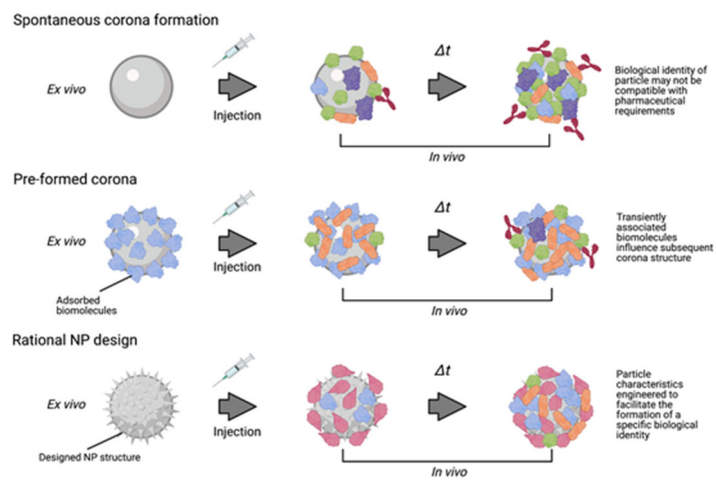 Spontaneous corona formation
Ex vivo
Injection
Δt
In vivo
Biological identity of
particle may not be
compatible with
pharmaceutical
requirements
Pre-formed corona
Ex vivo
Adsorbed
biomolecules
Injection
Δt
In vivo
Transiently
associated
biomolecules
influence subsequent
corona structure
Rational NP design
Ex vivo
Designed NP structure
Injection
Δt
In vivo
Particle
characteristics
engineered to
facilitate the
formation of a
specific biological
identity